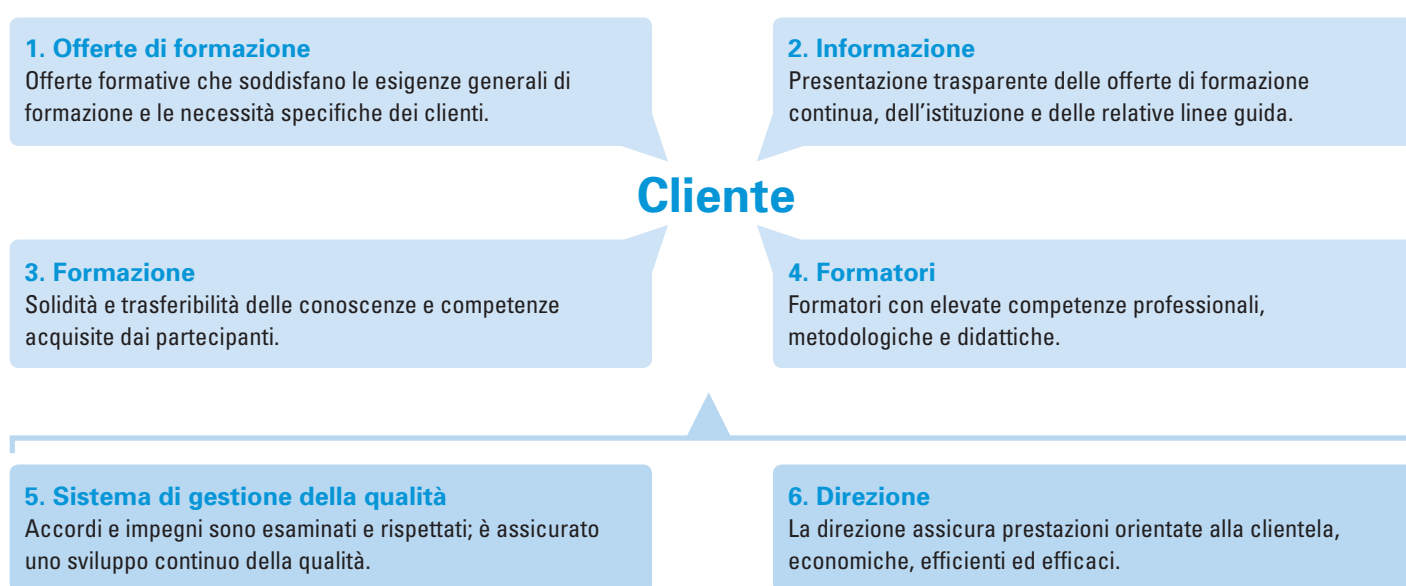 1. Offerte di formazione
Offerte formative che soddisfano le esigenze generali di
formazione e le necessità specifiche dei clienti.
2. Informazione
Presentazione trasparente delle offerte di formazione
continua, dell’istituzione e delle relative linee guida.
Cliente
3. Formazione
Solidità e trasferibilità delle conoscenze e competenze
acquisite dai partecipanti.
4. Formatori
Formatori con elevate competenze professionali,
metodologiche e didattiche.
5. Sistema di gestione della qualità
Accordi e impegni sono esaminati e rispettati; è assicurato
uno sviluppo continuo della qualità.
6. Direzione
La direzione assicura prestazioni orientate alla clientela,
economiche, efficienti ed efficaci.